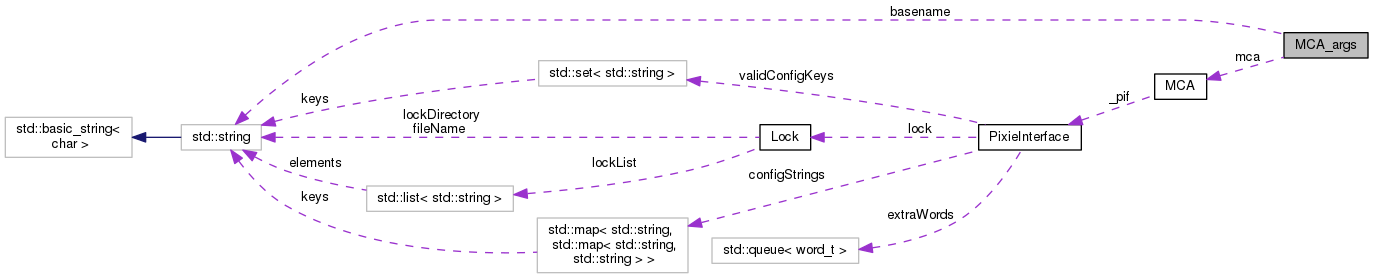 basename
MCA_args
mca
std::set< std::string >
validConfigKeys
MCA
_pif
keys
lockDirectory
fileName
std::basic_string<
char >
std::string
Lock
lock
PixieInterface
elements
lockList
std::list< std::string >
configStrings
keys
extraWords
std::map< std::string,
std::map< std::string,
std::string > >
std::queue< word_t >